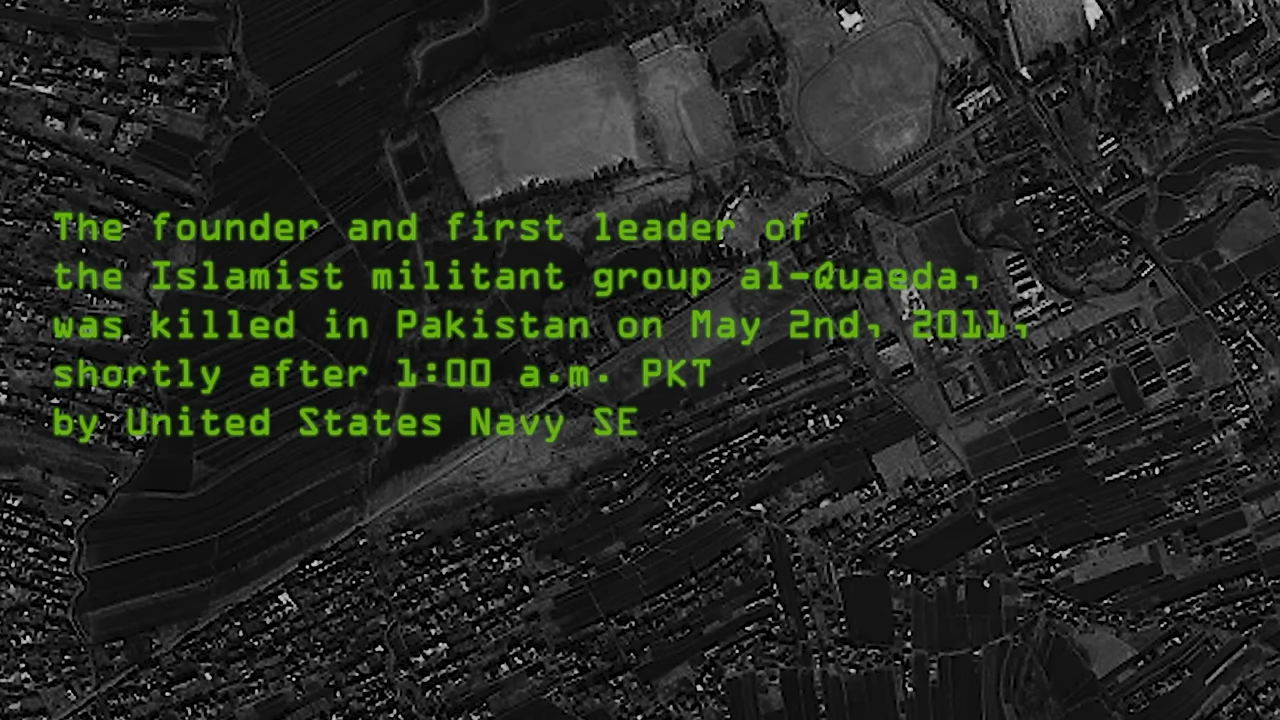 The founder and first leader of
the Islamist militant group al-Quaeda,
was killed in Pakistan on May 2nd, 2011,
shortly after 1:00 a.m. PKT
by United States Navy SE